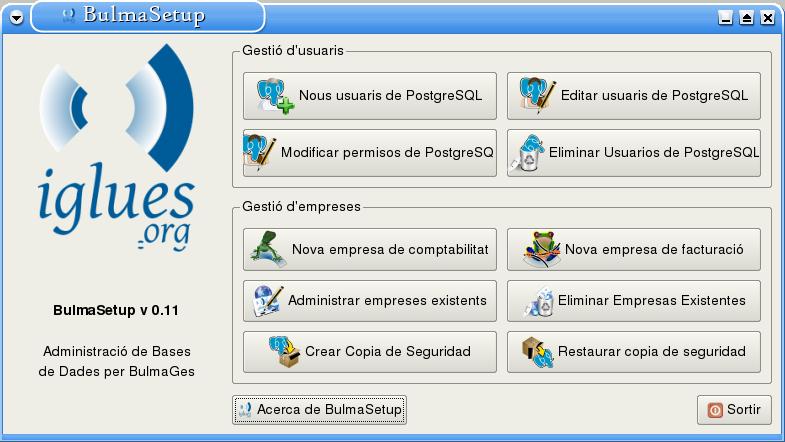 BulmaSetup
Gestió d'usuaris
Nous usuaris de PostgreSQL
Editar usuaris de PostgreSQL
Modificar permisos de PostgreSQ
Eliminar Usuarios de PostgreSQL
iglues
.org
Gestió d'empreses
Nova empresa de comptabilitat
Nova empresa de facturació
Administrar empreses existents
Eliminar Empresas Existentes
Crear Copia de Seguridad
Restaurar copia de seguridad
BulmaSetup v 0.11
Administració de Bases
de Dades per BulmaGes
Acerca de BulmaSetup
Sortir